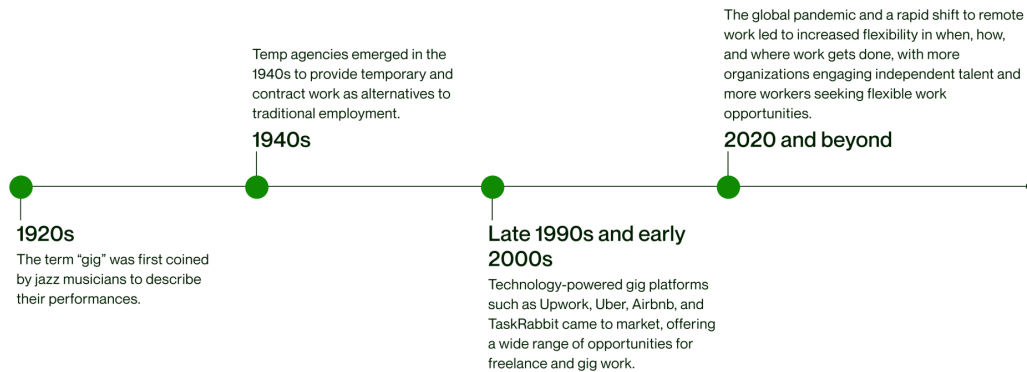 1920s
The term “gig” was first coined
by jazz musicians to describe
their performances.
Temp agencies emerged in the
1940s to provide temporary and
contract work as alternatives to
traditional employment.
1940s
Late 1990s and early
2000s
Technology-powered gig platforms
such as Upwork, Uber, Airbnb, and
TaskRabbit came to market, offering
a wide range of opportunities for
freelance and gig work.
The global pandemic and a rapid shift to remote
work led to increased flexibility in when, how,
and where work gets done, with more
organizations engaging independent talent and
more workers seeking flexible work
opportunities.
2020 and beyond